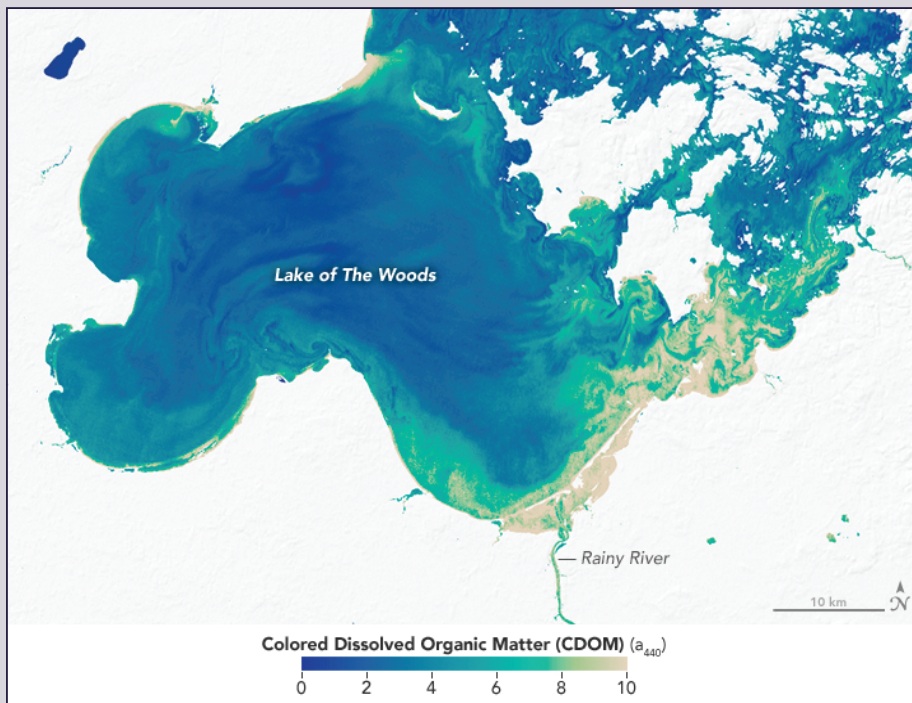 Lake of The Woods
Rainy River
10 km
N
Colored Dissolved Organic Matter (CDOM) (a440)
0 2 4 6 8 10